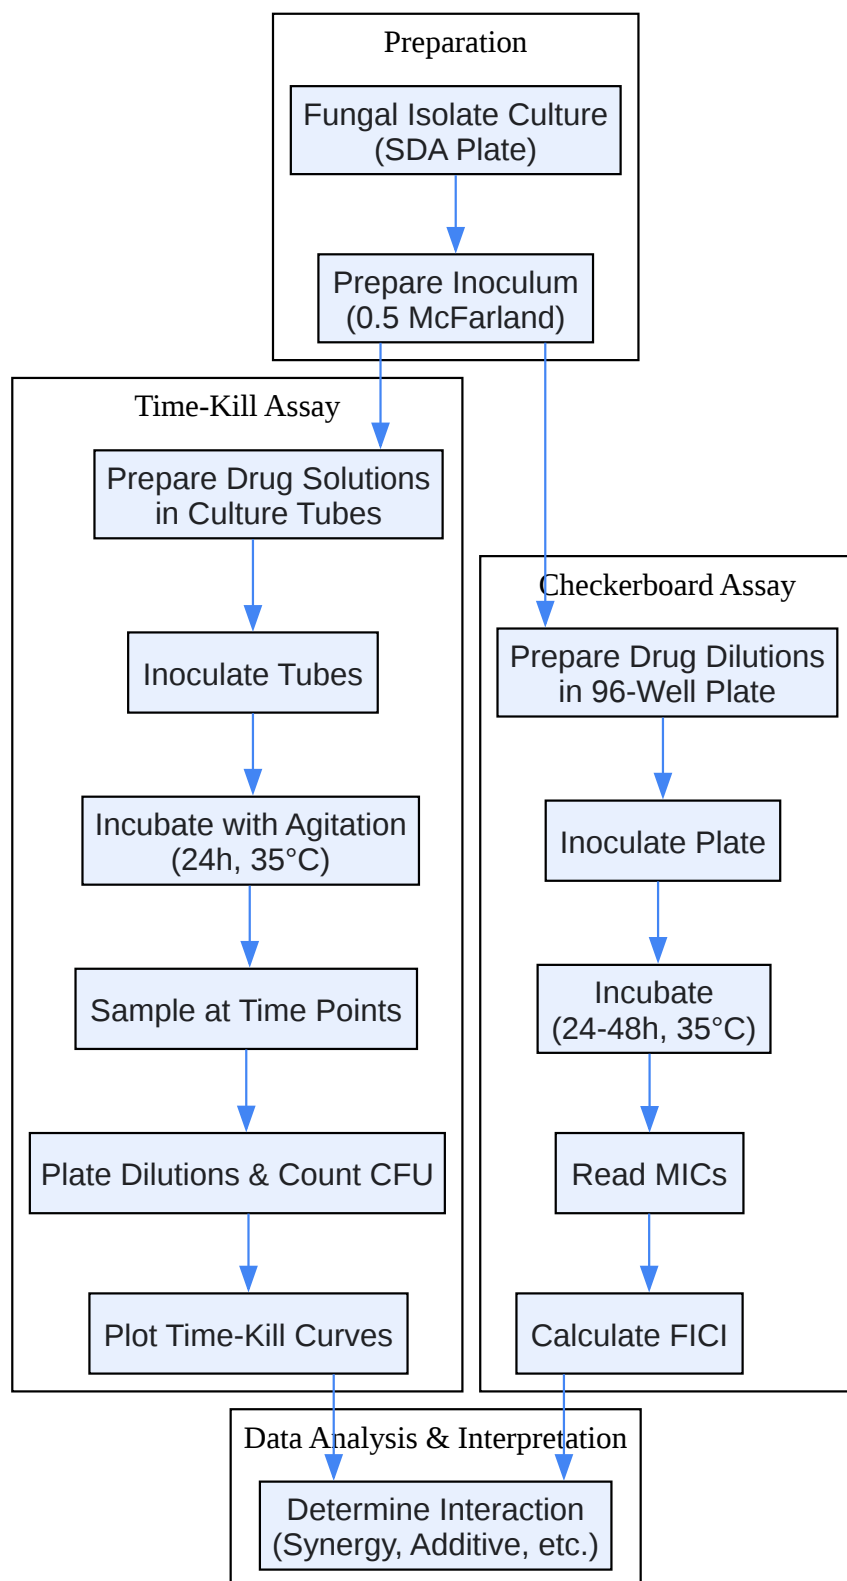 Preparation
Fungal Isolate Culture
(SDA Plate)
Prepare Inoculum
(0.5 McFarland)
Time-Kill Assay
Prepare Drug Solutions
in Culture Tubes
Inoculate Tubes
Incubate with Agitation
(24h, 35°C)
Sample at Time Points
Plate Dilutions & Count CFU
Plot Time-Kill Curves
Checkerboard Assay
Prepare Drug Dilutions
in 96-Well Plate
Inoculate Plate
Incubate
(24-48h, 35°C)
Read MICs
Calculate FICI
Data Analysis & Interpretation
Determine Interaction
(Synergy, Additive, etc.)